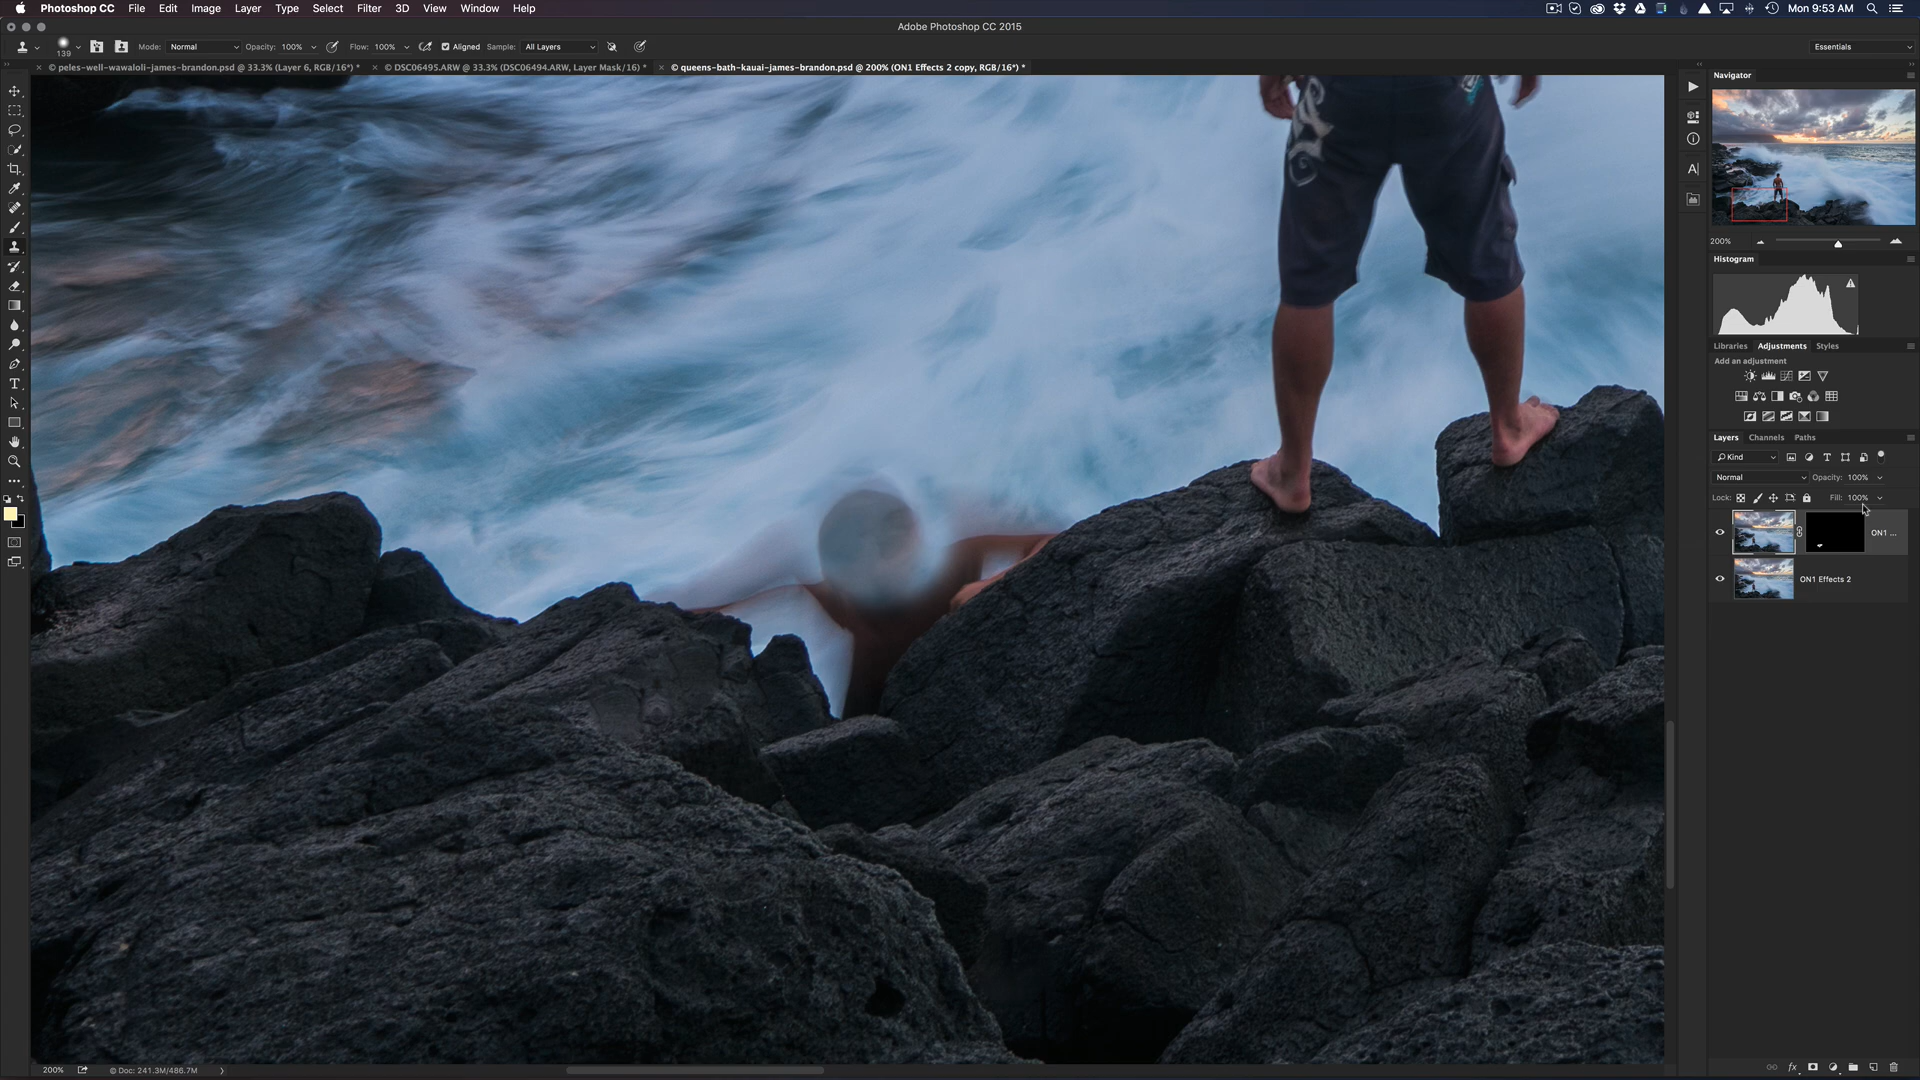 Photoshop CC File Edit Image Layer Type Select Filter 3D View Window Help Mon 9:53 AM
Adobe Photoshop CC 2015
139 Mode: Normal Opacity: 100% Flow: 100% Aligned Sample: All Layers Essentials
× © peles-well-wawaloli-james-brandon.psd @ 33.3% (Layer 6, RGB/16*) * × © DSC06495.ARW @ 33.3% (DSC06494.ARW, Layer Mask/16) * × © queens-bath-kauai-james-brandon.psd @ 200% (ON1 Effects 2 copy, RGB/16*) *
Navigator
200%
Histogram
Libraries Adjustments Styles
Add an adjustment
Layers Channels Paths
Kind
Normal Opacity: 100%
Lock: Fill: 100%
ON1 ...
ON1 Effects 2
fx
200% © Doc: 241.3M/486.7M